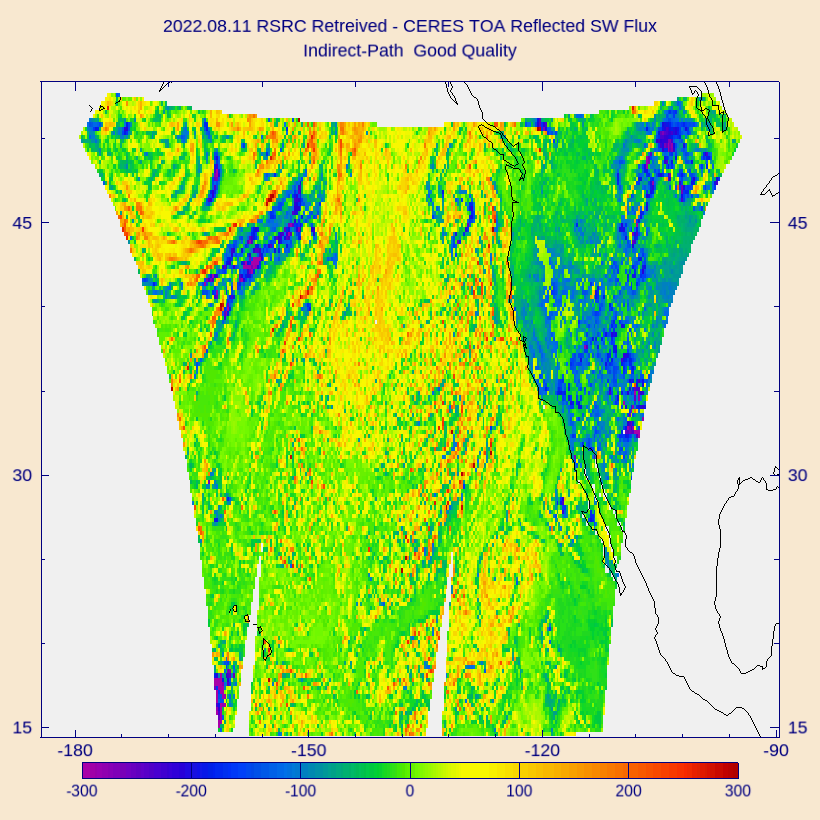 2022.08.11 RSRC Retreived - CERES TOA Reflected SW Flux
Indirect-Path  Good Quality
45 45
30 30
15 15
-180 -150 -120 -90
-300 -200 -100 0 100 200 300